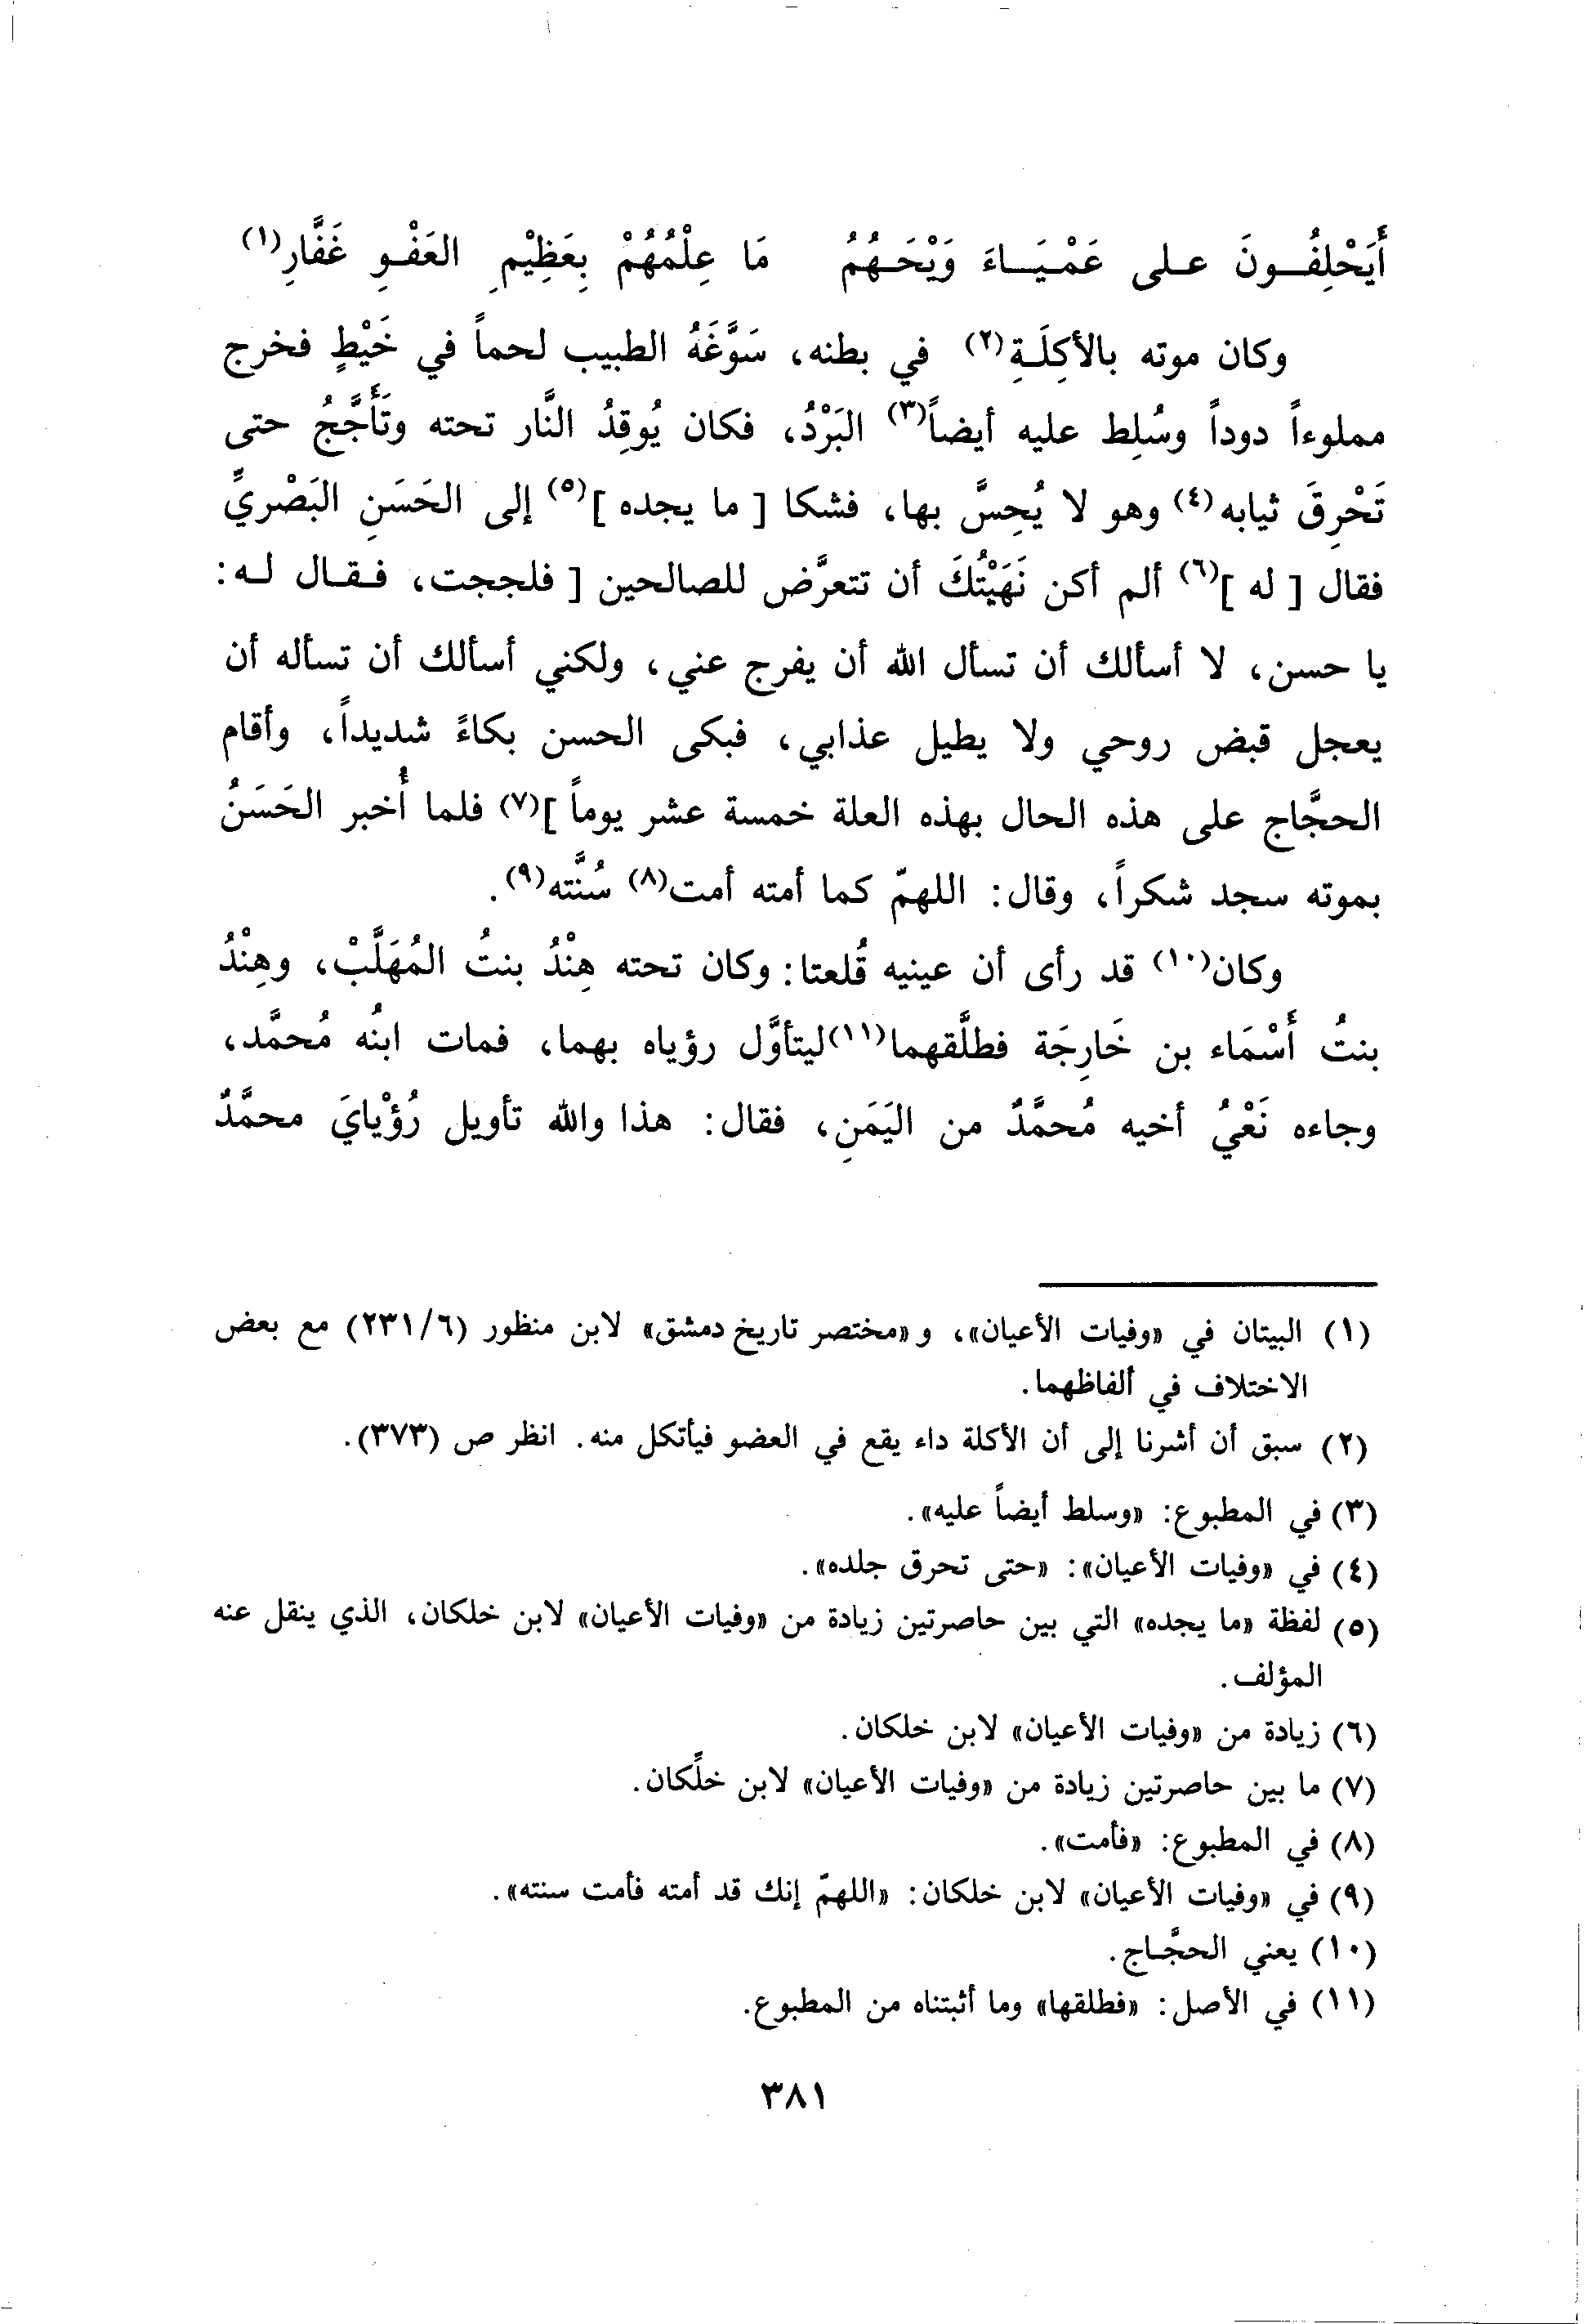 أَيَحْلِفُونَ على عَمْيَاءَ وَيْحَهُمُ مَا عِلْمُهُمْ بِعَظِيْمِ العَفْوِ غَفَّارِ(١)
وكان موته بالأكِلَةِ(٢) في بطنه، سَوَّغَهُ الطبيب لحماً في خَيْطٍ فخرج
مملوءاً دوداً وسُلِط عليه أيضاً(٣) البَرْدُ، فكان يُوقِدُ النَّار تحته وتَأَجَّجُ حتى
تَحْرِقَ ثيابه(٤) وهو لا يُحِسَّ بها، فشكا [ ما يجده ](٥) إلى الحَسَنِ البَصْريِّ
فقال [ له ](٦) ألم أكن نَهَيْتُكَ أن تتعرَّض للصالحين [ فلججت، فقال له:
يا حسن، لا أسألك أن تسأل الله أن يفرج عني، ولكني أسألك أن تسأله أن
يعجل قبض روحي ولا يطيل عذابي، فبكى الحسن بكاءً شديداً، وأقام
الحجَّاج على هذه الحال بهذه العلة خمسة عشر يوماً ](٧) فلما أُخبر الحَسَنُ
بموته سجد شكراً، وقال: اللهمّ كما أمته أمت(٨) سُنَّته(٩).
وكان(١٠) قد رأى أن عينيه قُلعتا: وكان تحته هِنْدُ بنتُ المُهَلَّبْ، وهِنْدُ
بنتُ أَسْمَاء بن خَارِجَة فطلَّقهما(١١) ليتأوَّل رؤياه بهما، فمات ابنُه مُحمَّد،
وجاءه نَعْيُ أخيه مُحمَّدٌ من اليَمَنِ، فقال: هذا والله تأويل رُؤْيايَ محمَّدٌ
(١) البيتان في «وفيات الأعيان»، و «مختصر تاريخ دمشق» لابن منظور (٦/٢٣١) مع بعض
الاختلاف في ألفاظهما.
(٢) سبق أن أشرنا إلى أن الأكلة داء يقع في العضو فيأتكل منه. انظر ص (٣٧٣).
(٣) في المطبوع: «وسلط أيضاً عليه».
(٤) في «وفيات الأعيان»: «حتى تحرق جلده».
(٥) لفظة «ما يجده» التي بين حاصرتين زيادة من «وفيات الأعيان» لابن خلكان، الذي ينقل عنه
المؤلف.
(٦) زيادة من «وفيات الأعيان» لابن خلكان.
(٧) ما بين حاصرتين زيادة من «وفيات الأعيان» لابن خلِّكان.
(٨) في المطبوع: «فأمت».
(٩) في «وفيات الأعيان» لابن خلكان: «اللهمّ إنك قد أمته فأمت سنته».
(١٠) يعني الحجَّاج.
(١١) في الأصل: «فطلقها» وما أثبتناه من المطبوع.
٣٨١